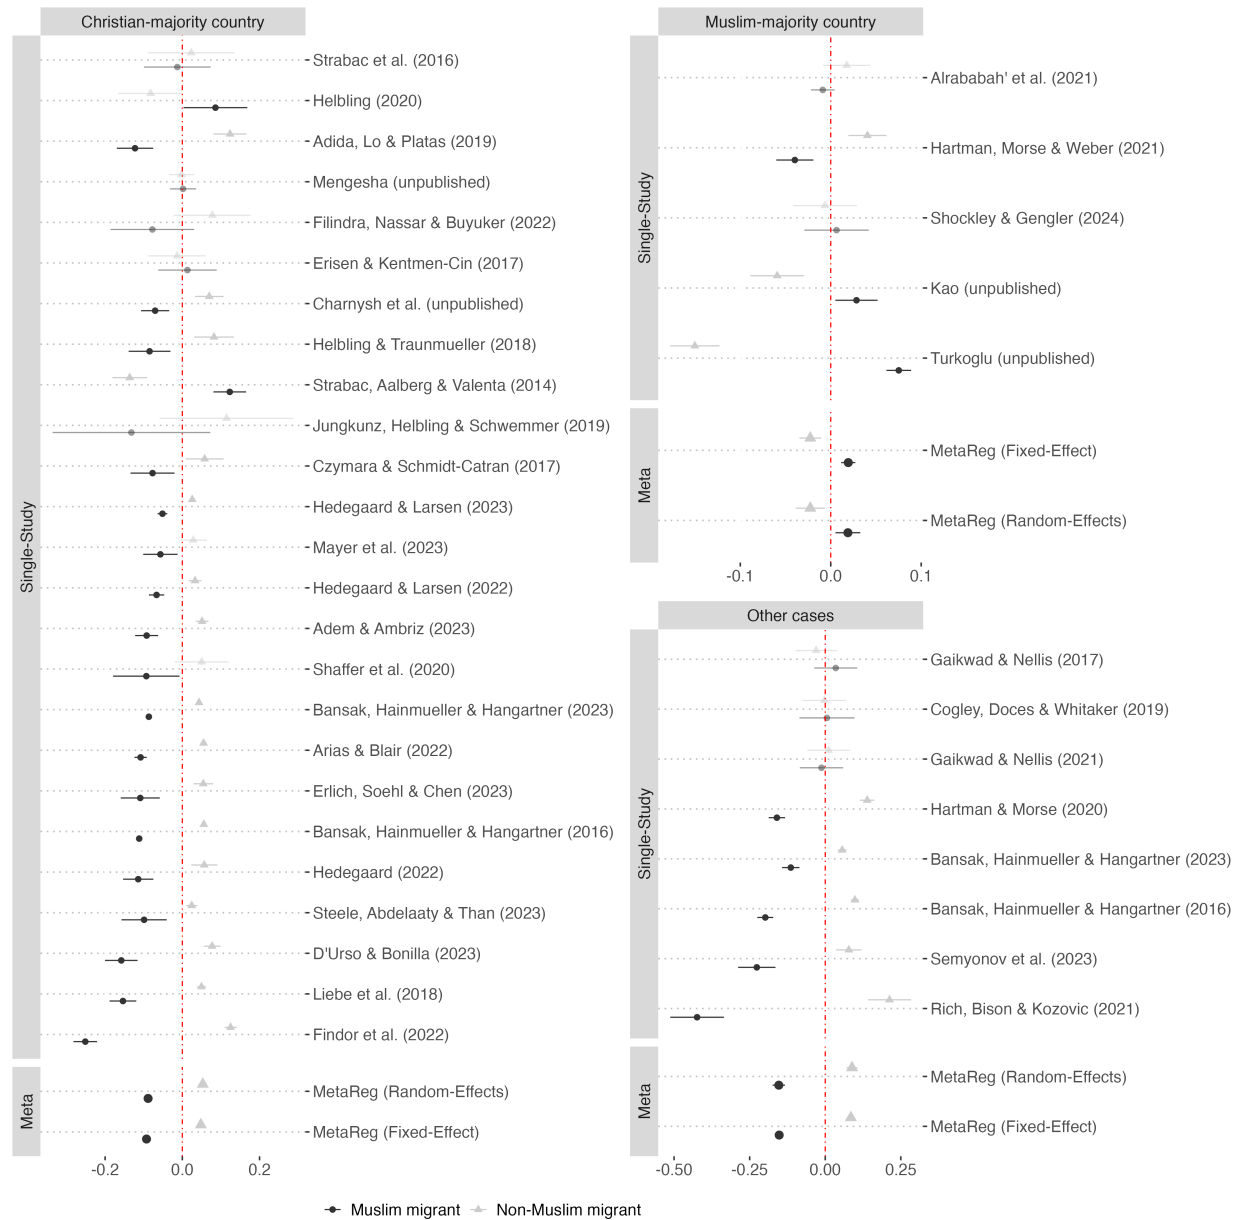 Christian-majority country
Single-Study
Strabac et al. (2016)
Helbling (2020)
Adida, Lo & Platas (2019)
Mengesha (unpublished)
Filindra, Nassar & Buyuker (2022)
Erisen & Kentmen-Cin (2017)
Charnysh et al. (unpublished)
Helbling & Traunmueller (2018)
Strabac, Aalberg & Valenta (2014)
Jungkunz, Helbling & Schwemmer (2019)
Czymara & Schmidt-Catran (2017)
Hedegaard & Larsen (2023)
Mayer et al. (2023)
Hedegaard & Larsen (2022)
Adem & Ambriz (2023)
Shaffer et al. (2020)
Bansak, Hainmueller & Hangartner (2023)
Arias & Blair (2022)
Erlich, Soehl & Chen (2023)
Bansak, Hainmueller & Hangartner (2016)
Hedegaard (2022)
Steele, Abdelaaty & Than (2023)
D'Urso & Bonilla (2023)
Liebe et al. (2018)
Findor et al. (2022)
Meta
MetaReg (Random-Effects)
MetaReg (Fixed-Effect)
-0.2 0.0 0.2
Muslim-majority country
Single-Study
Alrababah' et al. (2021)
Hartman, Morse & Weber (2021)
Shockley & Gengler (2024)
Kao (unpublished)
Turkoglu (unpublished)
Meta
MetaReg (Fixed-Effect)
MetaReg (Random-Effects)
-0.1 0.0 0.1
Other cases
Single-Study
Gaikwad & Nellis (2017)
Cogley, Doces & Whitaker (2019)
Gaikwad & Nellis (2021)
Hartman & Morse (2020)
Bansak, Hainmueller & Hangartner (2023)
Bansak, Hainmueller & Hangartner (2016)
Semyonov et al. (2023)
Rich, Bison & Kozovic (2021)
Meta
MetaReg (Random-Effects)
MetaReg (Fixed-Effect)
-0.50 -0.25 0.00 0.25
Muslim migrant Non-Muslim migrant